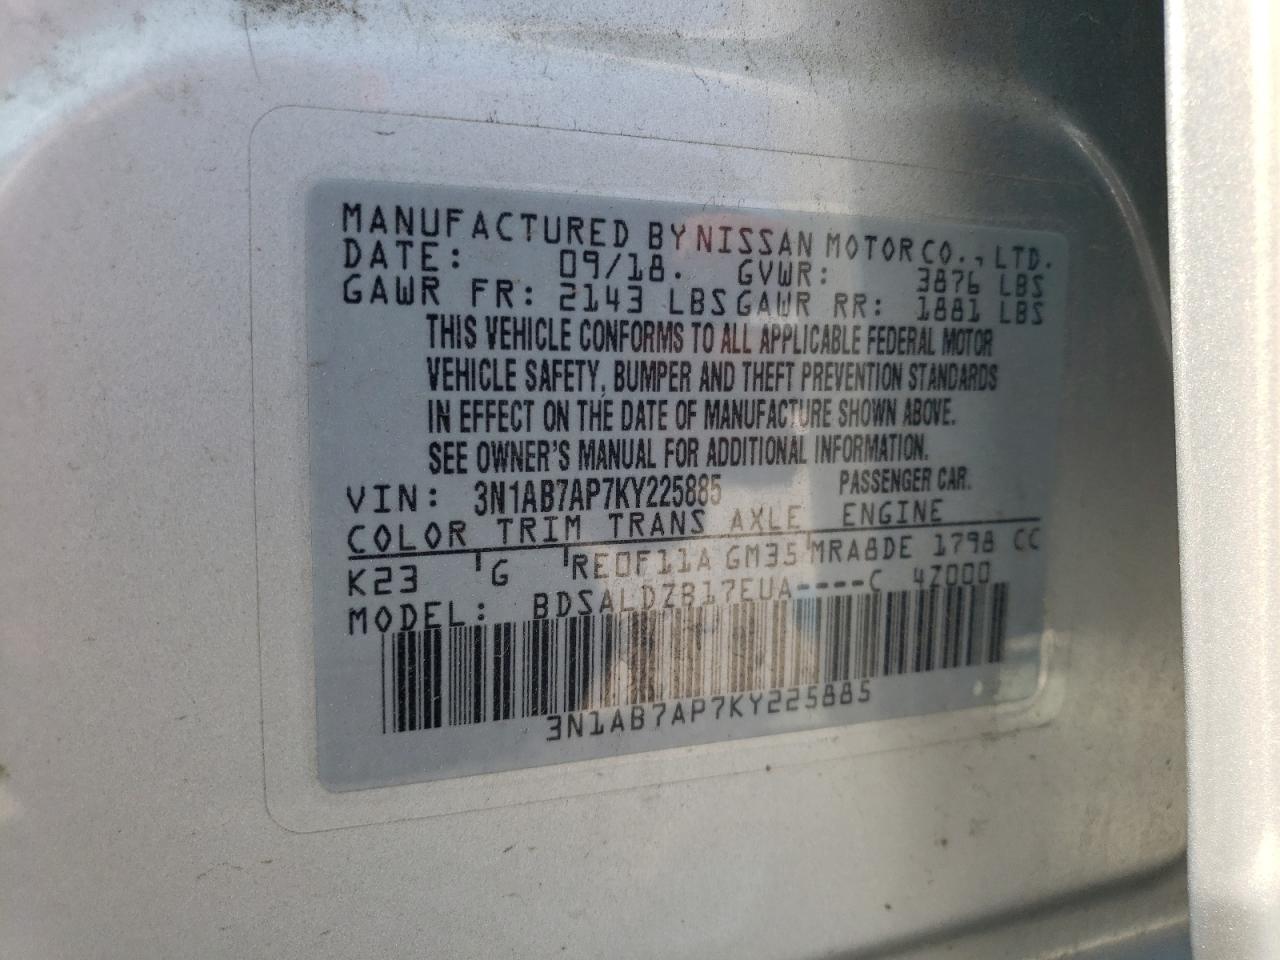 MANUFACTURED BY NISSAN MOTOR CO., LTD.
DATE: 09/18. GVWR: 3876 LBS
GAWR FR: 2143 LBS GAWR RR: 1881 LBS
THIS VEHICLE CONFORMS TO ALL APPLICABLE FEDERAL MOTOR
VEHICLE SAFETY, BUMPER AND THEFT PREVENTION STANDARDS
IN EFFECT ON THE DATE OF MANUFACTURE SHOWN ABOVE.
SEE OWNER'S MANUAL FOR ADDITIONAL INFORMATION.
VIN: 3N1AB7AP7KY225885 PASSENGER CAR.
COLOR TRIM TRANS AXLE ENGINE
K23 G RE0F11A GM35 MRA8DE 1798 CC
MODEL: BDSALDZB17EUA----C 4Z000
3N1AB7AP7KY225885